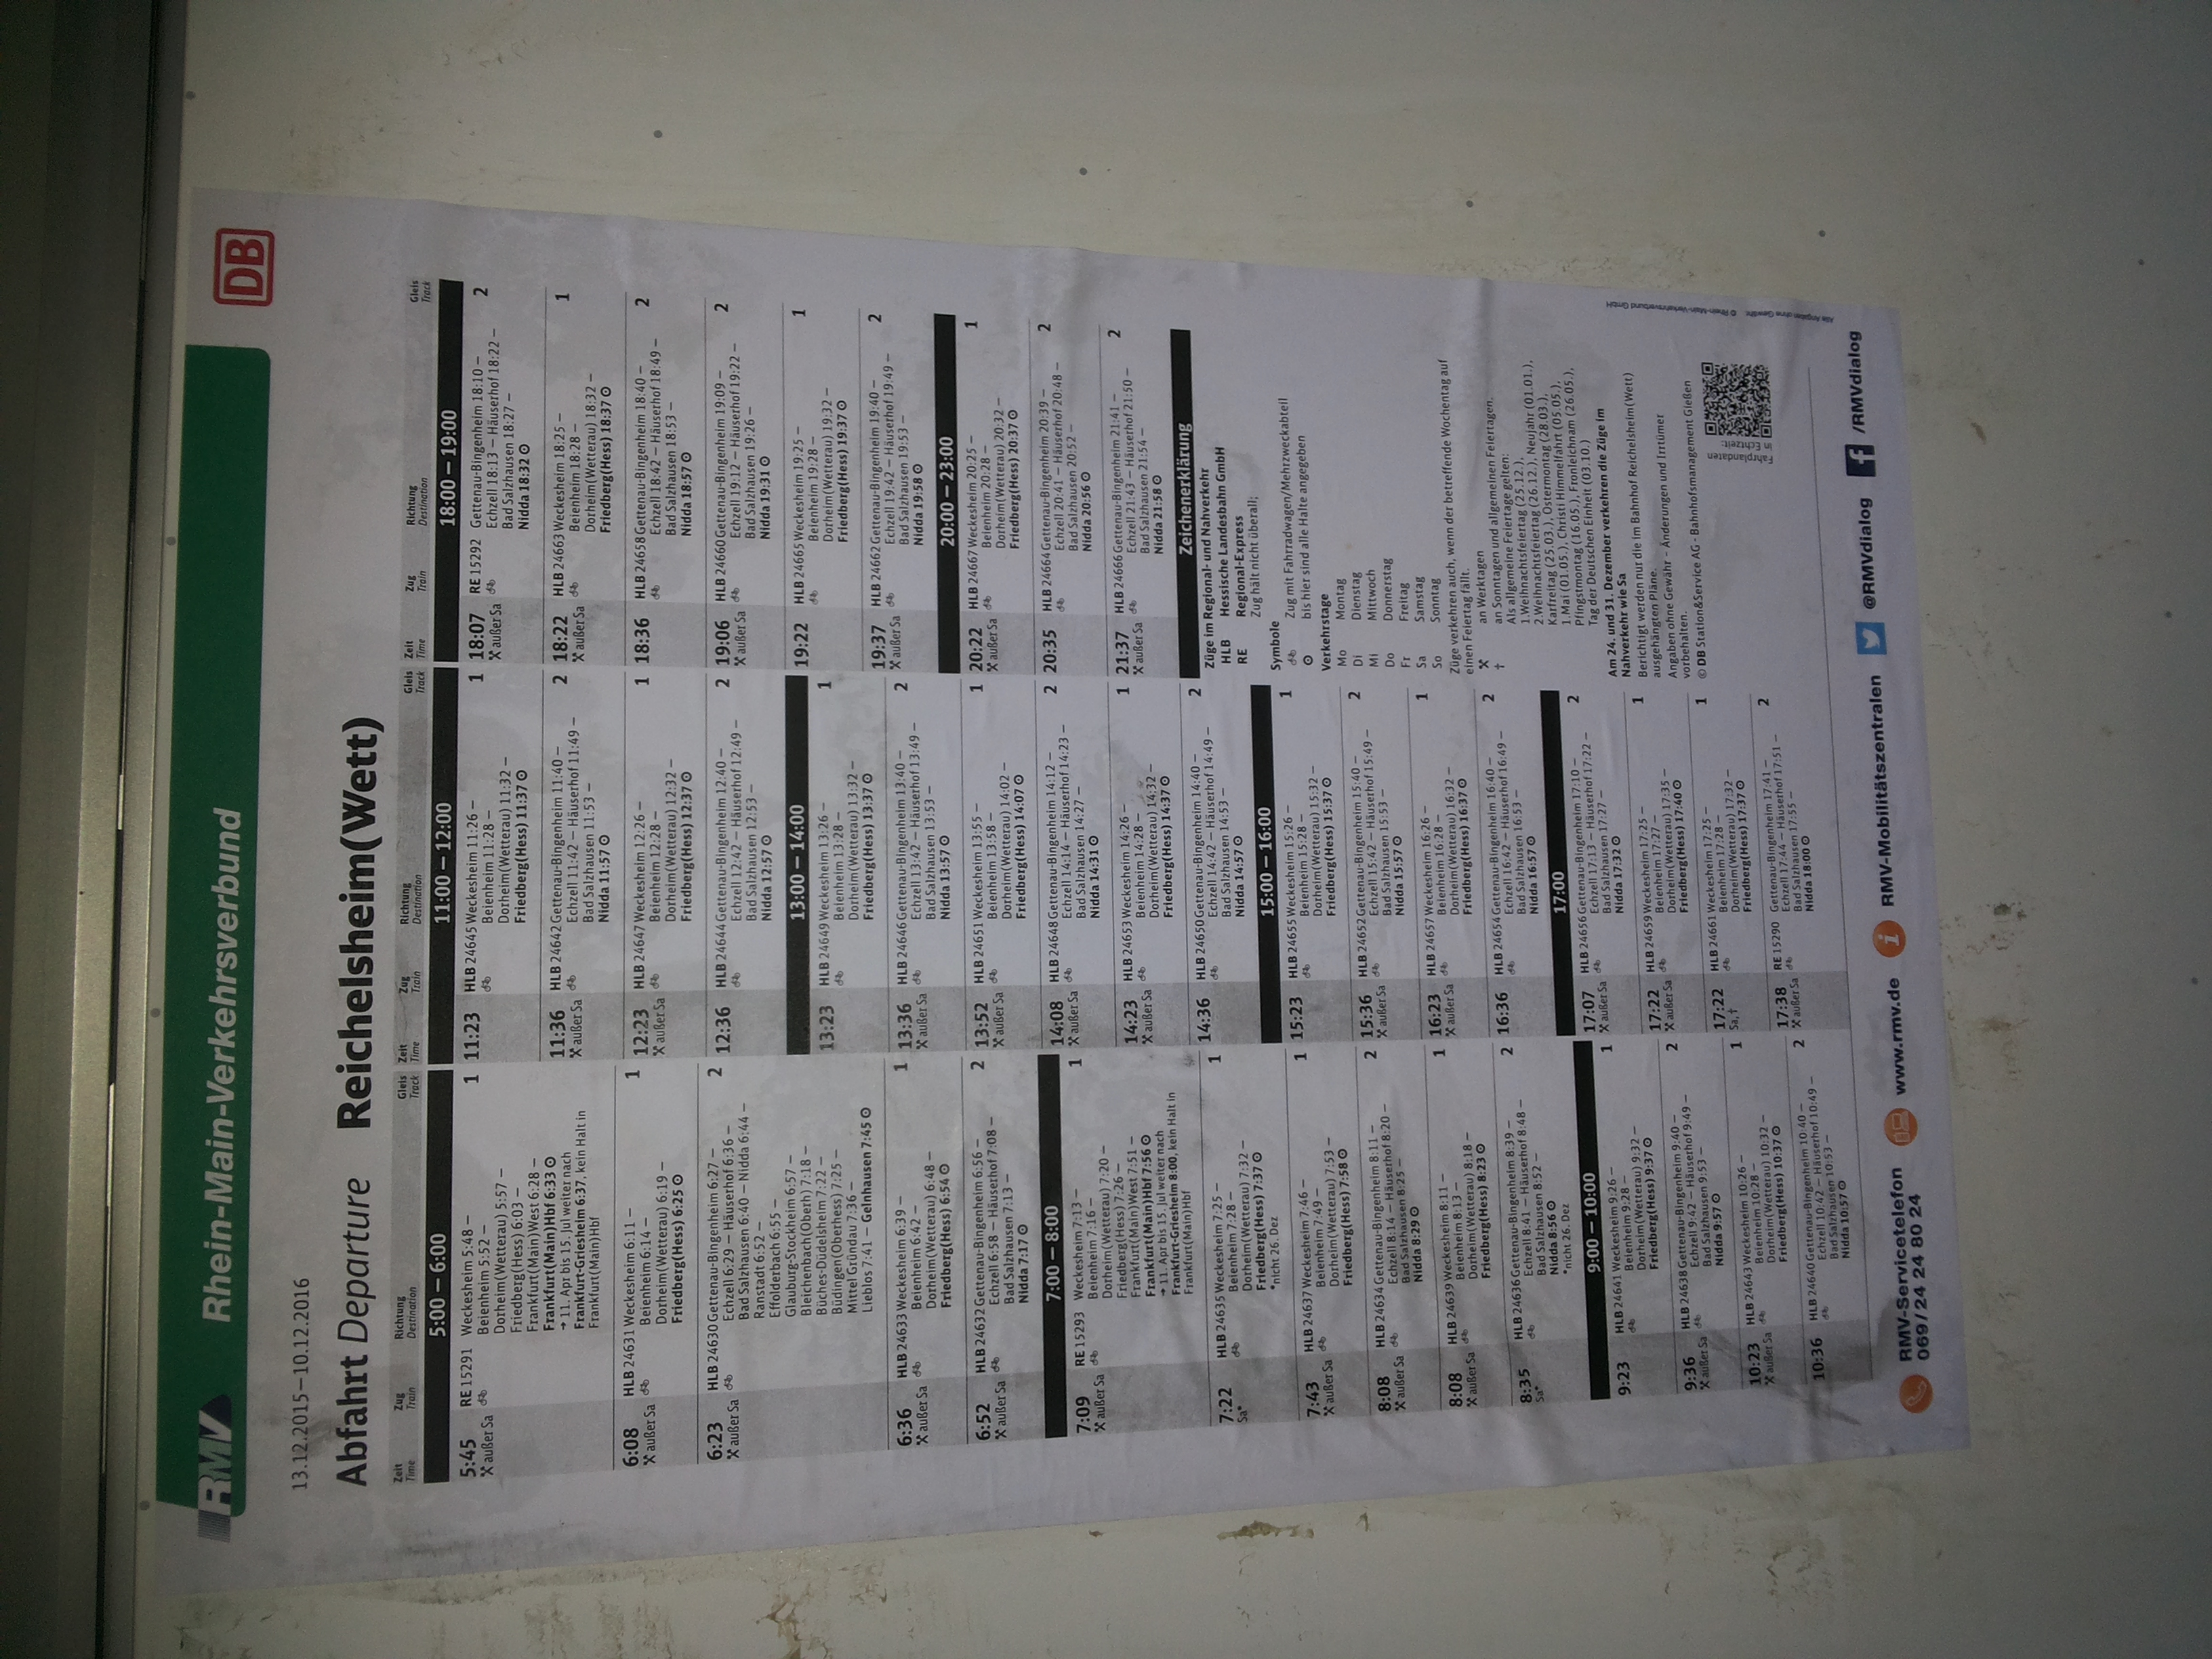 RMV Rhein-Main-Verkehrsverbund
DB
13.12.2015–10.12.2016
Abfahrt Departure Reichelsheim(Wett)
Zeit Zug Richtung Gleis
Time Train Destination Track
5:00 – 6:00
5:45 RE 15291 Weckesheim 5:48 – 1
⚒ außer Sa Beienheim 5:52 –
Dorheim(Wetterau) 5:57 –
Friedberg(Hess) 6:03 –
Frankfurt(Main)West 6:28 –
Frankfurt(Main)Hbf 6:33 ⊙
→ 11. Apr bis 15. Jul weiter nach
Frankfurt-Griesheim 6:37, kein Halt in
Frankfurt(Main)Hbf
6:08 HLB 24631 Weckesheim 6:11 – 1
⚒ außer Sa Beienheim 6:14 –
Dorheim(Wetterau) 6:19 –
Friedberg(Hess) 6:25 ⊙
6:23 HLB 24630 Gettenau-Bingenheim 6:27 – 2
⚒ außer Sa Echzell 6:29 – Häuserhof 6:36 –
Bad Salzhausen 6:40 – Nidda 6:44 –
Ranstadt 6:52 –
Effolderbach 6:55 –
Glauburg-Stockheim 6:57 –
Bleichenbach(Oberh) 7:18 –
Büches-Düdelsheim 7:22 –
Büdingen(Oberhess) 7:25 –
Mittel Gründau 7:36 –
Lieblos 7:41 – Gelnhausen 7:45 ⊙
6:36 HLB 24633 Weckesheim 6:39 – 1
⚒ außer Sa Beienheim 6:42 –
Dorheim(Wetterau) 6:48 –
Friedberg(Hess) 6:54 ⊙
6:52 HLB 24632 Gettenau-Bingenheim 6:56 – 2
⚒ außer Sa Echzell 6:58 – Häuserhof 7:08 –
Bad Salzhausen 7:13 –
Nidda 7:17 ⊙
7:00 – 8:00
7:09 RE 15293 Weckesheim 7:13 – 1
⚒ außer Sa Beienheim 7:16 –
Dorheim(Wetterau) 7:20 –
Friedberg(Hess) 7:26 –
Frankfurt(Main)West 7:51 –
Frankfurt(Main)Hbf 7:56 ⊙
→ 11. Apr bis 15. Jul weiter nach
Frankfurt-Griesheim 8:00, kein Halt in
Frankfurt(Main)Hbf
7:22 HLB 24635 Weckesheim 7:25 – 1
Sa* Beienheim 7:28 –
Dorheim(Wetterau) 7:32 –
Friedberg(Hess) 7:37 ⊙
*nicht 26. Dez
7:43 HLB 24637 Weckesheim 7:46 – 1
⚒ außer Sa Beienheim 7:49 –
Dorheim(Wetterau) 7:53 –
Friedberg(Hess) 7:58 ⊙
8:08 HLB 24634 Gettenau-Bingenheim 8:11 – 2
⚒ außer Sa Echzell 8:14 – Häuserhof 8:20 –
Bad Salzhausen 8:25 –
Nidda 8:29 ⊙
8:08 HLB 24639 Weckesheim 8:11 – 1
⚒ außer Sa Beienheim 8:13 –
Dorheim(Wetterau) 8:18 –
Friedberg(Hess) 8:23 ⊙
8:35 HLB 24636 Gettenau-Bingenheim 8:39 – 2
Sa* Echzell 8:41 – Häuserhof 8:48 –
Bad Salzhausen 8:52 –
Nidda 8:56 ⊙
*nicht 26. Dez
9:00 – 10:00
9:23 HLB 24641 Weckesheim 9:26 – 1
Beienheim 9:28 –
Dorheim(Wetterau) 9:32 –
Friedberg(Hess) 9:37 ⊙
9:36 HLB 24638 Gettenau-Bingenheim 9:40 – 2
⚒ außer Sa Echzell 9:42 – Häuserhof 9:49 –
Bad Salzhausen 9:53 –
Nidda 9:57 ⊙
10:23 HLB 24643 Weckesheim 10:26 – 1
⚒ außer Sa Beienheim 10:28 –
Dorheim(Wetterau) 10:32 –
Friedberg(Hess) 10:37 ⊙
10:36 HLB 24640 Gettenau-Bingenheim 10:40 – 2
Echzell 10:42 – Häuserhof 10:49 –
Bad Salzhausen 10:53 –
Nidda 10:57 ⊙
Zeit Zug Richtung Gleis
Time Train Destination Track
11:00 – 12:00
11:23 HLB 24645 Weckesheim 11:26 – 1
Beienheim 11:28 –
Dorheim(Wetterau) 11:32 –
Friedberg(Hess) 11:37 ⊙
11:36 HLB 24642 Gettenau-Bingenheim 11:40 – 2
⚒ außer Sa Echzell 11:42 – Häuserhof 11:49 –
Bad Salzhausen 11:53 –
Nidda 11:57 ⊙
12:23 HLB 24647 Weckesheim 12:26 – 1
⚒ außer Sa Beienheim 12:28 –
Dorheim(Wetterau) 12:32 –
Friedberg(Hess) 12:37 ⊙
12:36 HLB 24644 Gettenau-Bingenheim 12:40 – 2
Echzell 12:42 – Häuserhof 12:49 –
Bad Salzhausen 12:53 –
Nidda 12:57 ⊙
13:00 – 14:00
13:23 HLB 24649 Weckesheim 13:26 – 1
Beienheim 13:28 –
Dorheim(Wetterau) 13:32 –
Friedberg(Hess) 13:37 ⊙
13:36 HLB 24646 Gettenau-Bingenheim 13:40 – 2
⚒ außer Sa Echzell 13:42 – Häuserhof 13:49 –
Bad Salzhausen 13:53 –
Nidda 13:57 ⊙
13:52 HLB 24651 Weckesheim 13:55 – 1
⚒ außer Sa Beienheim 13:58 –
Dorheim(Wetterau) 14:02 –
Friedberg(Hess) 14:07 ⊙
14:08 HLB 24648 Gettenau-Bingenheim 14:12 – 2
⚒ außer Sa Echzell 14:14 – Häuserhof 14:23 –
Bad Salzhausen 14:27 –
Nidda 14:31 ⊙
14:23 HLB 24653 Weckesheim 14:26 – 1
⚒ außer Sa Beienheim 14:28 –
Dorheim(Wetterau) 14:32 –
Friedberg(Hess) 14:37 ⊙
14:36 HLB 24650 Gettenau-Bingenheim 14:40 – 2
Echzell 14:42 – Häuserhof 14:49 –
Bad Salzhausen 14:53 –
Nidda 14:57 ⊙
15:00 – 16:00
15:23 HLB 24655 Weckesheim 15:26 – 1
Beienheim 15:28 –
Dorheim(Wetterau) 15:32 –
Friedberg(Hess) 15:37 ⊙
15:36 HLB 24652 Gettenau-Bingenheim 15:40 – 2
⚒ außer Sa Echzell 15:42 – Häuserhof 15:49 –
Bad Salzhausen 15:53 –
Nidda 15:57 ⊙
16:23 HLB 24657 Weckesheim 16:26 – 1
⚒ außer Sa Beienheim 16:28 –
Dorheim(Wetterau) 16:32 –
Friedberg(Hess) 16:37 ⊙
16:36 HLB 24654 Gettenau-Bingenheim 16:40 – 2
Echzell 16:42 – Häuserhof 16:49 –
Bad Salzhausen 16:53 –
Nidda 16:57 ⊙
17:00
17:07 HLB 24656 Gettenau-Bingenheim 17:10 – 2
⚒ außer Sa Echzell 17:13 – Häuserhof 17:22 –
Bad Salzhausen 17:27 –
Nidda 17:32 ⊙
17:22 HLB 24659 Weckesheim 17:25 – 1
⚒ außer Sa Beienheim 17:27 –
Dorheim(Wetterau) 17:35 –
Friedberg(Hess) 17:40 ⊙
17:22 HLB 24661 Weckesheim 17:25 – 1
Sa, † Beienheim 17:28 –
Dorheim(Wetterau) 17:32 –
Friedberg(Hess) 17:37 ⊙
17:38 RE 15290 Gettenau-Bingenheim 17:41 – 2
⚒ außer Sa Echzell 17:44 – Häuserhof 17:51 –
Bad Salzhausen 17:55 –
Nidda 18:00 ⊙
Zeit Zug Richtung Gleis
Time Train Destination Track
18:00 – 19:00
18:07 RE 15292 Gettenau-Bingenheim 18:10 – 2
⚒ außer Sa Echzell 18:13 – Häuserhof 18:22 –
Bad Salzhausen 18:27 –
Nidda 18:32 ⊙
18:22 HLB 24663 Weckesheim 18:25 – 1
⚒ außer Sa Beienheim 18:28 –
Dorheim(Wetterau) 18:32 –
Friedberg(Hess) 18:37 ⊙
18:36 HLB 24658 Gettenau-Bingenheim 18:40 – 2
Echzell 18:42 – Häuserhof 18:49 –
Bad Salzhausen 18:53 –
Nidda 18:57 ⊙
19:06 HLB 24660 Gettenau-Bingenheim 19:09 – 2
⚒ außer Sa Echzell 19:12 – Häuserhof 19:22 –
Bad Salzhausen 19:26 –
Nidda 19:31 ⊙
19:22 HLB 24665 Weckesheim 19:25 – 1
Beienheim 19:28 –
Dorheim(Wetterau) 19:32 –
Friedberg(Hess) 19:37 ⊙
19:37 HLB 24662 Gettenau-Bingenheim 19:40 – 2
⚒ außer Sa Echzell 19:42 – Häuserhof 19:49 –
Bad Salzhausen 19:53 –
Nidda 19:58 ⊙
20:00 – 23:00
20:22 HLB 24667 Weckesheim 20:25 – 1
⚒ außer Sa Beienheim 20:28 –
Dorheim(Wetterau) 20:32 –
Friedberg(Hess) 20:37 ⊙
20:35 HLB 24664 Gettenau-Bingenheim 20:39 – 2
Echzell 20:41 – Häuserhof 20:48 –
Bad Salzhausen 20:52 –
Nidda 20:56 ⊙
21:37 HLB 24666 Gettenau-Bingenheim 21:41 – 2
⚒ außer Sa Echzell 21:43 – Häuserhof 21:50 –
Bad Salzhausen 21:54 –
Nidda 21:58 ⊙
Zeichenerklärung
Züge im Regional- und Nahverkehr
HLB Hessische Landesbahn GmbH
RE Regional-Express
Zug hält nicht überall;
Symbole
Zug mit Fahrradwagen/Mehrzweckabteil
⊙ bis hier sind alle Halte angegeben
Verkehrstage
Mo Montag
Di Dienstag
Mi Mittwoch
Do Donnerstag
Fr Freitag
Sa Samstag
So Sonntag
Züge verkehren auch, wenn der betreffende Wochentag auf
einen Feiertag fällt.
⚒ an Werktagen
† an Sonntagen und allgemeinen Feiertagen.
Als allgemeine Feiertage gelten:
1.Weihnachtsfeiertag (25.12.),
2.Weihnachtsfeiertag (26.12.), Neujahr (01.01.),
Karfreitag (25.03.), Ostermontag (28.03.),
1.Mai (01.05.), Christi Himmelfahrt (05.05.),
Pfingstmontag (16.05.), Fronleichnam (26.05.),
Tag der Deutschen Einheit (03.10.)
Am 24. und 31. Dezember verkehren die Züge im
Nahverkehr wie Sa
Berichtigt werden nur die im Bahnhof Reichelsheim(Wett)
ausgehängten Pläne.
Angaben ohne Gewähr – Änderungen und Irrtümer
vorbehalten.
© DB Station&Service AG - Bahnhofsmanagement Gießen
Fahrplandaten
in Echtzeit:
Alle Angaben ohne Gewähr. © Rhein-Main-Verkehrsverbund GmbH
RMV-Servicetelefon
069/24 24 80 24
www.rmv.de
RMV-Mobilitätszentralen
@RMVdialog
/RMVdialog